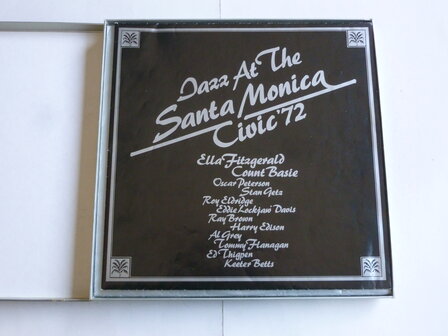 Jazz At The
Santa Monica
Civic '72
Ella Fitzgerald
Count Basie
Oscar Peterson
Stan Getz
Roy Eldridge
Eddie Lockjaw Davis
Ray Brown
Harry Edison
Al Grey
Tommy Flanagan
Ed Thigpen
Keeter Betts